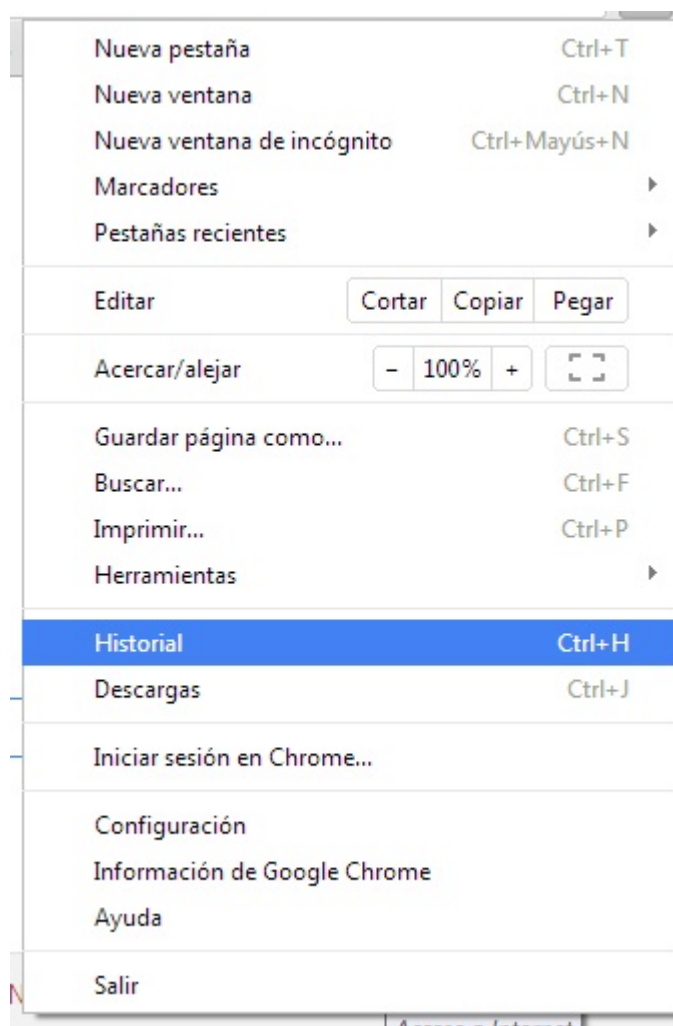 Nueva pestaña Ctrl+T
Nueva ventana Ctrl+N
Nueva ventana de incógnito Ctrl+Mayús+N
Marcadores
Pestañas recientes
Editar Cortar Copiar Pegar
Acercar/alejar - 100% +
Guardar página como... Ctrl+S
Buscar... Ctrl+F
Imprimir... Ctrl+P
Herramientas
Historial Ctrl+H
Descargas Ctrl+J
Iniciar sesión en Chrome...
Configuración
Información de Google Chrome
Ayuda
Salir